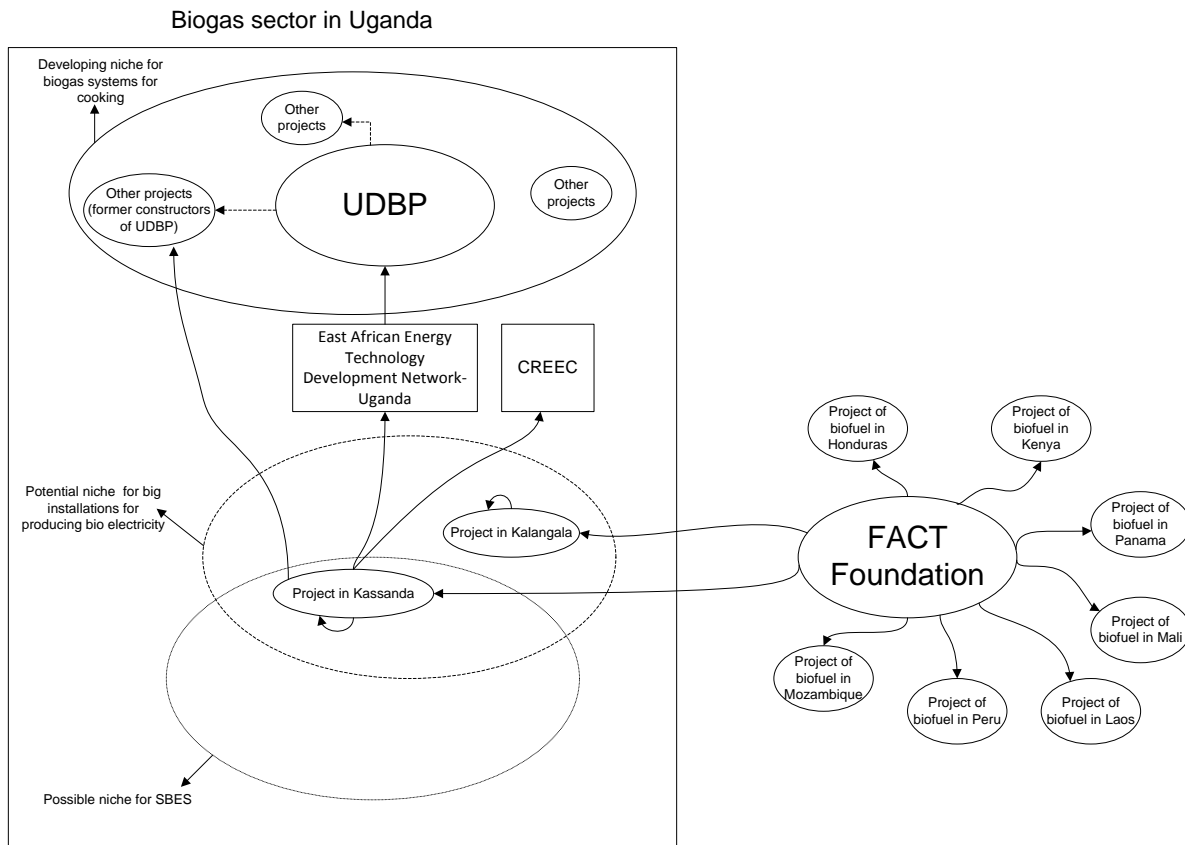 Biogas sector in Uganda
Developing niche for
biogas systems for
cooking
Other
projects
Other projects
(former constructors
of UDBP)
UDBP
Other
projects
East African Energy
Technology
Development Network-
Uganda
CREEC
Potential niche  for big
installations for
producing bio electricity
Project in Kalangala
Project in Kassanda
Possible niche for SBES
Project of
biofuel in
Honduras
Project of
biofuel in
Kenya
Project of
biofuel in
Panama
FACT
Foundation
Project of
biofuel in Mali
Project of
biofuel in
Mozambique
Project of
biofuel in Peru
Project of
biofuel in Laos